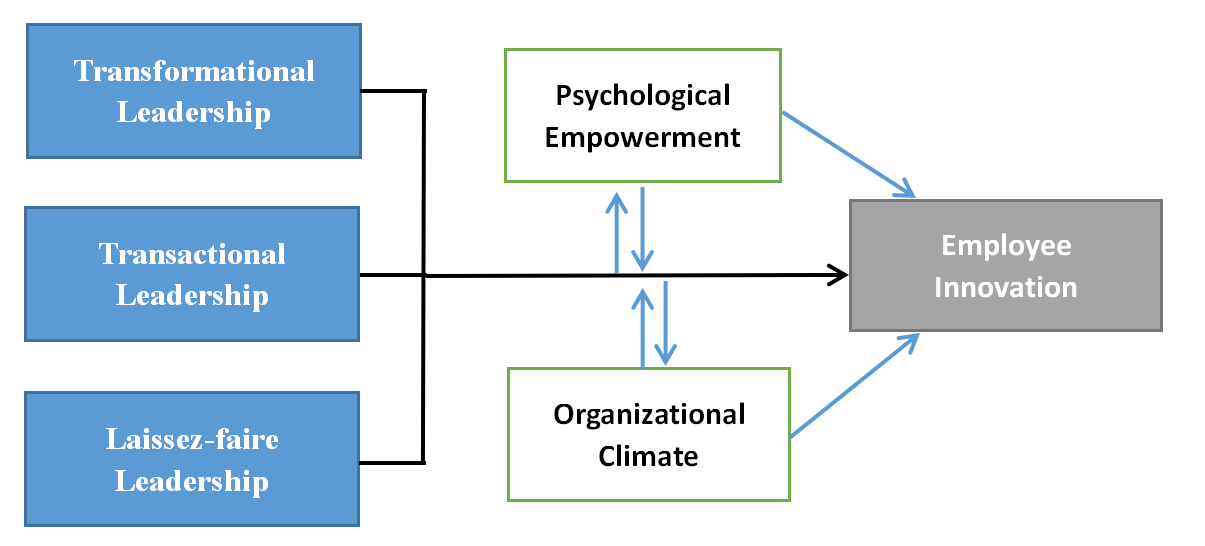 Transformational
Leadership
Psychological
Empowerment
Transactional
Leadership
Employee
Innovation
Laissez-faire
Leadership
Organizational
Climate